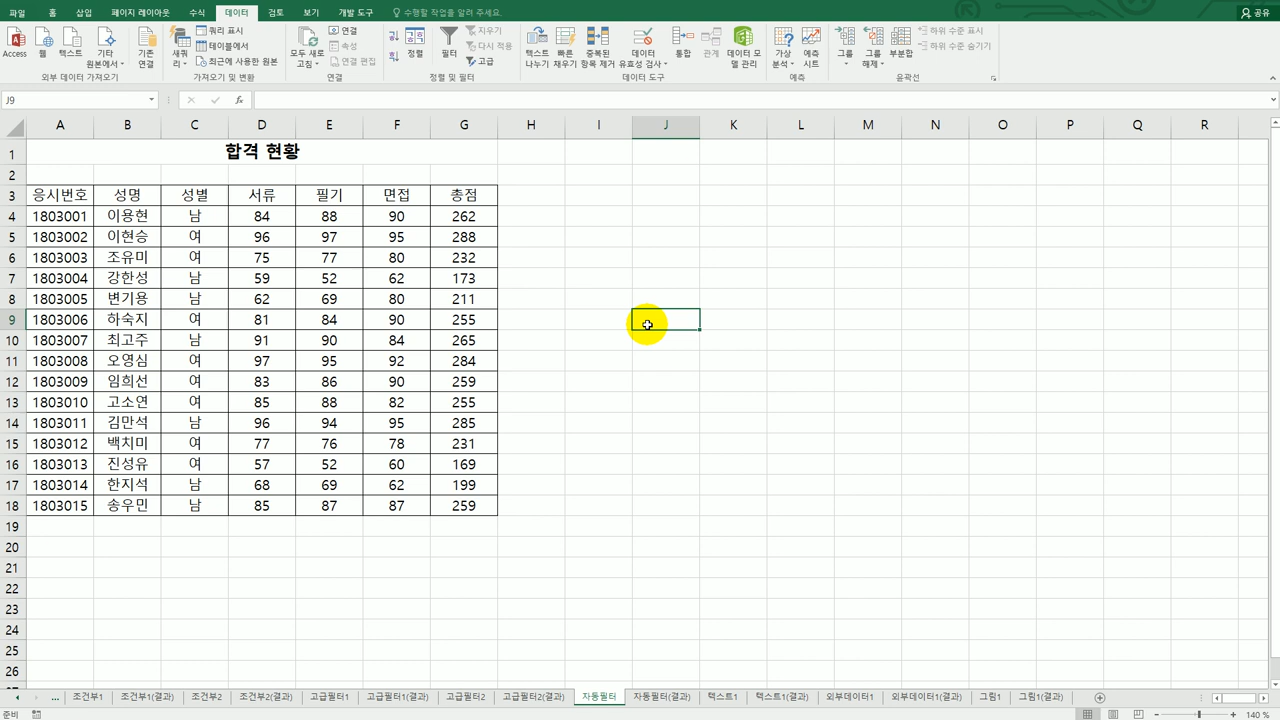 파일 홈 삽입 페이지 레이아웃 수식 데이터 검토 보기 개발 도구 수행할 작업을 알려 주세요. 공유
Access 웹 텍스트 기타 원본에서 기존 연결 새 쿼리 쿼리 표시 테이블에서 최근에 사용한 원본 모두 새로 고침 연결 속성 연결 편집 정렬 필터 지우기 다시 적용 고급 텍스트 나누기 빠른 채우기 중복된 항목 제거 데이터 유효성 검사 통합 관계 데이터 모델 관리 가상 분석 예측 시트 그룹 그룹 해제 부분합 하위 수준 표시 하위 수준 숨기기
외부 데이터 가져오기 가져오기 및 변환 연결 정렬 및 필터 데이터 도구 예측 윤곽선
J9 fx
A B C D E F G H I J K L M N O P Q R
1 합격 현황
2
3 응시번호 성명 성별 서류 필기 면접 총점
4 1803001 이용현 남 84 88 90 262
5 1803002 이현승 여 96 97 95 288
6 1803003 조유미 여 75 77 80 232
7 1803004 강한성 남 59 52 62 173
8 1803005 변기용 남 62 69 80 211
9 1803006 하숙지 여 81 84 90 255
10 1803007 최고주 남 91 90 84 265
11 1803008 오영심 여 97 95 92 284
12 1803009 임희선 여 83 86 90 259
13 1803010 고소연 여 85 88 82 255
14 1803011 김만석 남 96 94 95 285
15 1803012 백치미 여 77 76 78 231
16 1803013 진성유 여 57 52 60 169
17 1803014 한지석 남 68 69 62 199
18 1803015 송우민 남 85 87 87 259
19
20
21
22
23
24
25
26
... 조건부1 조건부1(결과) 조건부2 조건부2(결과) 고급필터1 고급필터1(결과) 고급필터2 고급필터2(결과) 자동필터 자동필터(결과) 텍스트1 텍스트1(결과) 외부데이터1 외부데이터1(결과) 그림1 그림1(결과)
준비 140 %